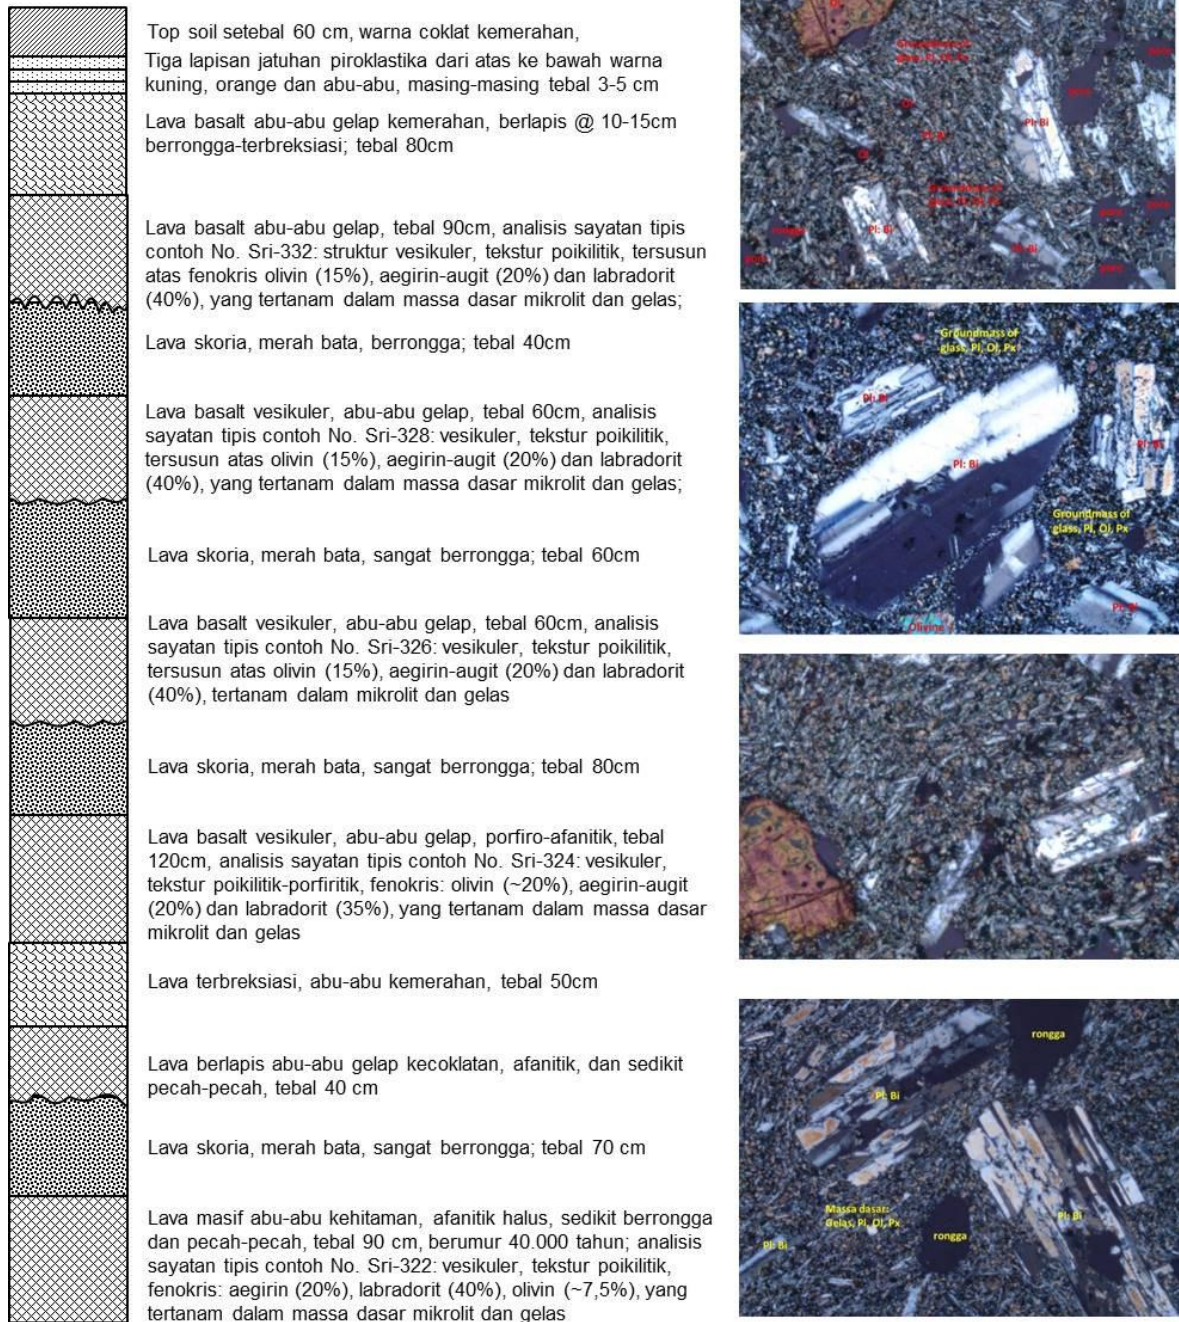 Top soil setebal 60 cm, warna coklat kemerahan,
Tiga lapisan jatuhan piroklastika dari atas ke bawah warna
kuning, orange dan abu-abu, masing-masing tebal 3-5 cm
Lava basalt abu-abu gelap kemerahan, berlapis @ 10-15cm
berrongga-terbreksiasi; tebal 80cm
Lava basalt abu-abu gelap, tebal 90cm, analisis sayatan tipis
contoh No. Sri-332: struktur vesikuler, tekstur poikilitik, tersusun
atas fenokris olivin (15%), aegirin-augit (20%) dan labradorit
(40%), yang tertanam dalam massa dasar mikrolit dan gelas;
Lava skoria, merah bata, berrongga; tebal 40cm
Lava basalt vesikuler, abu-abu gelap, tebal 60cm, analisis
sayatan tipis contoh No. Sri-328: vesikuler, tekstur poikilitik,
tersusun atas olivin (15%), aegirin-augit (20%) dan labradorit
(40%), yang tertanam dalam massa dasar mikrolit dan gelas;
Lava skoria, merah bata, sangat berrongga; tebal 60cm
Lava basalt vesikuler, abu-abu gelap, tebal 60cm, analisis
sayatan tipis contoh No. Sri-326: vesikuler, tekstur poikilitik,
tersusun atas olivin (15%), aegirin-augit (20%) dan labradorit
(40%), tertanam dalam mikrolit dan gelas
Lava skoria, merah bata, sangat berrongga; tebal 80cm
Lava basalt vesikuler, abu-abu gelap, porfiro-afanitik, tebal
120cm, analisis sayatan tipis contoh No. Sri-324: vesikuler,
tekstur poikilitik-porfiritik, fenokris: olivin (~20%), aegirin-augit
(20%) dan labradorit (35%), yang tertanam dalam massa dasar
mikrolit dan gelas
Lava terbreksiasi, abu-abu kemerahan, tebal 50cm
Lava berlapis abu-abu gelap kecoklatan, afanitik, dan sedikit
pecah-pecah, tebal 40 cm
Lava skoria, merah bata, sangat berrongga; tebal 70 cm
Lava masif abu-abu kehitaman, afanitik halus, sedikit berrongga
dan pecah-pecah, tebal 90 cm, berumur 40.000 tahun; analisis
sayatan tipis contoh No. Sri-322: vesikuler, tekstur poikilitik,
fenokris: aegirin (20%), labradorit (40%), olivin (~7,5%), yang
tertanam dalam massa dasar mikrolit dan gelas
Groundmass of
glass, Pl, Ol, Px
Pl: Bi
Pl: Bi
Pl: Bi
rongga
Groundmass of
glass, Pl, Ol, Px
Pl: Bi
Pl: Bi
Pl: Bi
Groundmass of
glass, Pl, Ol, Px
Pl: Bi
Olivine
rongga
Pl: Bi
Massa dasar:
Gelas, Pl, Ol, Px
Pl: Bi
rongga
Pl: Bi